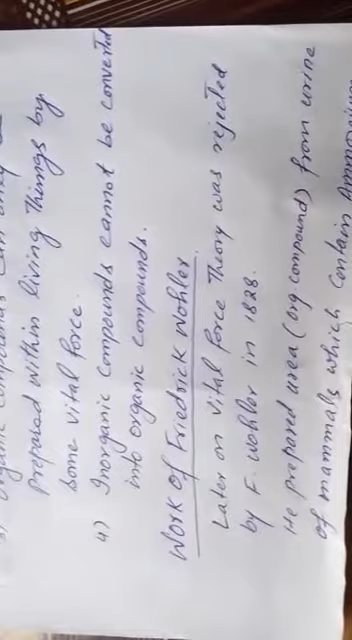 prepared within living Things by
some vital force.
4) Inorganic compounds cannot be converted
into organic compounds.
Work of Friedrick Wohler
Later on Vital Force Theory was rejected
by F. Wohler in 1828.
He prepared urea (Org. compound) from urine
of mammals which contain Ammonium